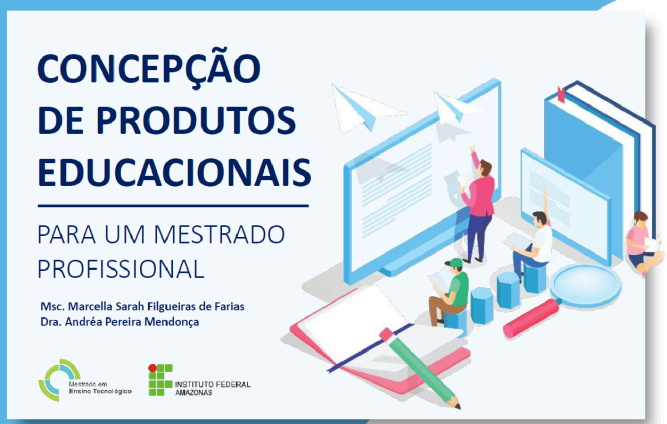 CONCEPÇÃO
DE PRODUTOS
EDUCACIONAIS
PARA UM MESTRADO
PROFISSIONAL
Msc. Marcella Sarah Filgueiras de Farias
Dra. Andréa Pereira Mendonça
Mestrado em
Ensino Tecnológico
INSTITUTO FEDERAL
AMAZONAS